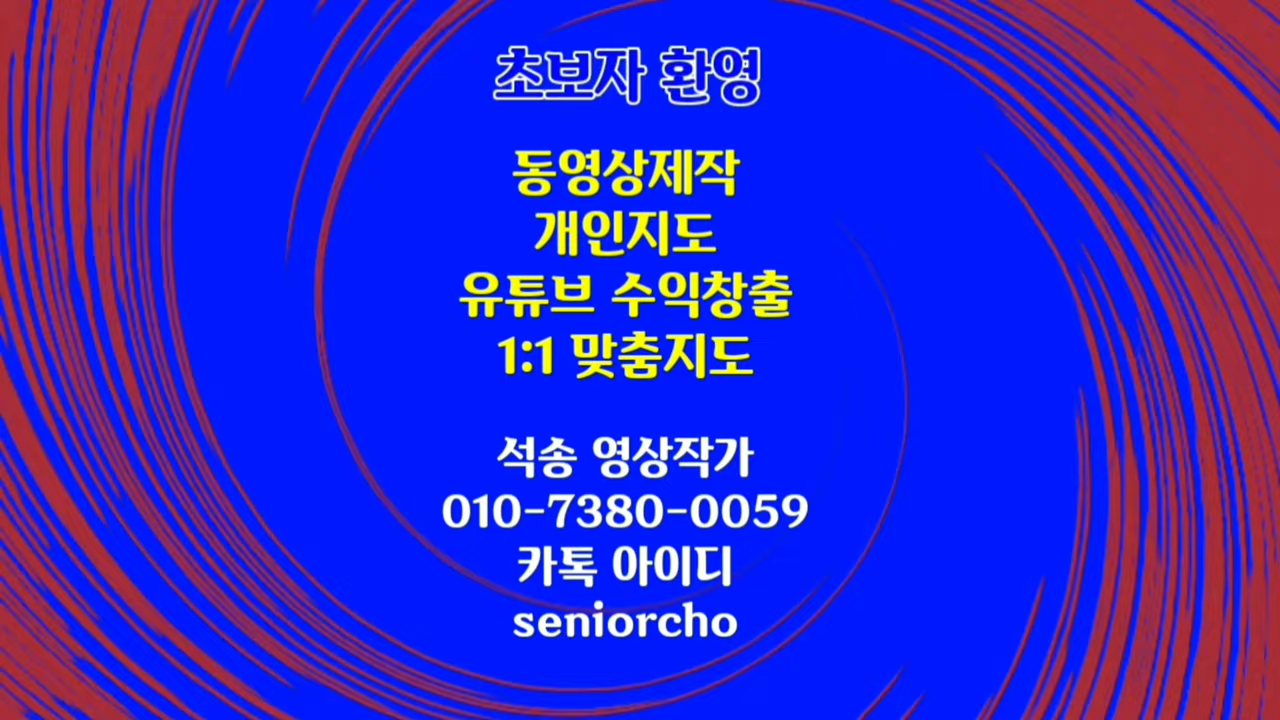 초보자 환영
동영상제작
개인지도
유튜브 수익창출
1:1 맞춤지도
석송 영상작가
010-7380-0059
카톡 아이디
seniorcho